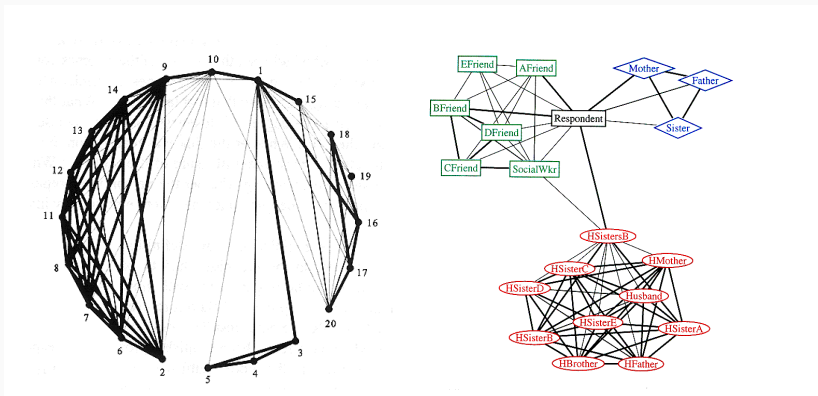 10
9
1
14
15
13
18
12
19
11
16
8
17
7
20
6
3
2
4
5
EFriend
AFriend
Mother
Father
BFriend
Respondent
DFriend
Sister
CFriend
SocialWkr
HSistersB
HSisterC
HMother
HSisterD
Husband
HSisterE
HSisterA
HSisterB
HBrother
HFather